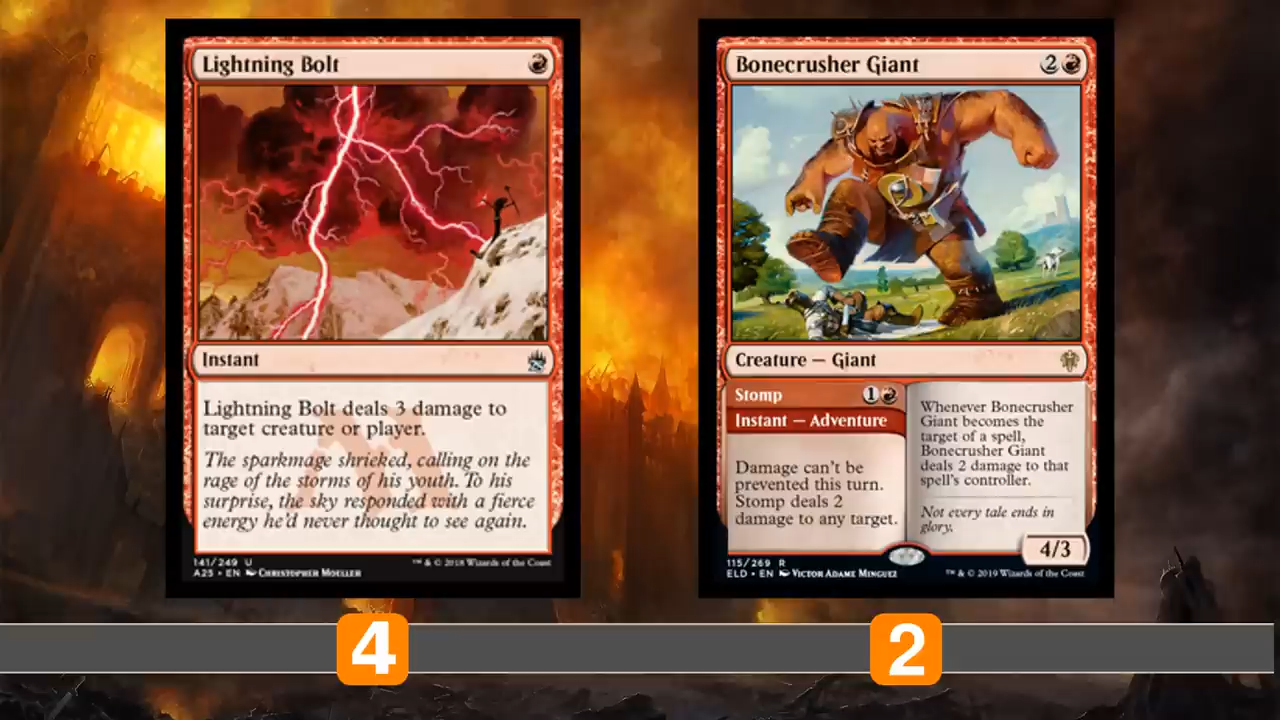 Lightning Bolt
Instant
Lightning Bolt deals 3 damage to
target creature or player.
The sparkmage shrieked, calling on the
rage of the storms of his youth. To his
surprise, the sky responded with a fierce
energy he'd never thought to see again.
141/249 U
A25 • EN Christopher Moeller
™ & © 2018 Wizards of the Coast
4
Bonecrusher Giant
2
Creature — Giant
Stomp
1
Instant — Adventure
Damage can't be
prevented this turn.
Stomp deals 2
damage to any target.
Whenever Bonecrusher
Giant becomes the
target of a spell,
Bonecrusher Giant
deals 2 damage to that
spell's controller.
Not every tale ends in
glory.
4/3
115/269 R
ELD • EN Victor Adame Minguez
™ & © 2019 Wizards of the Coast
2